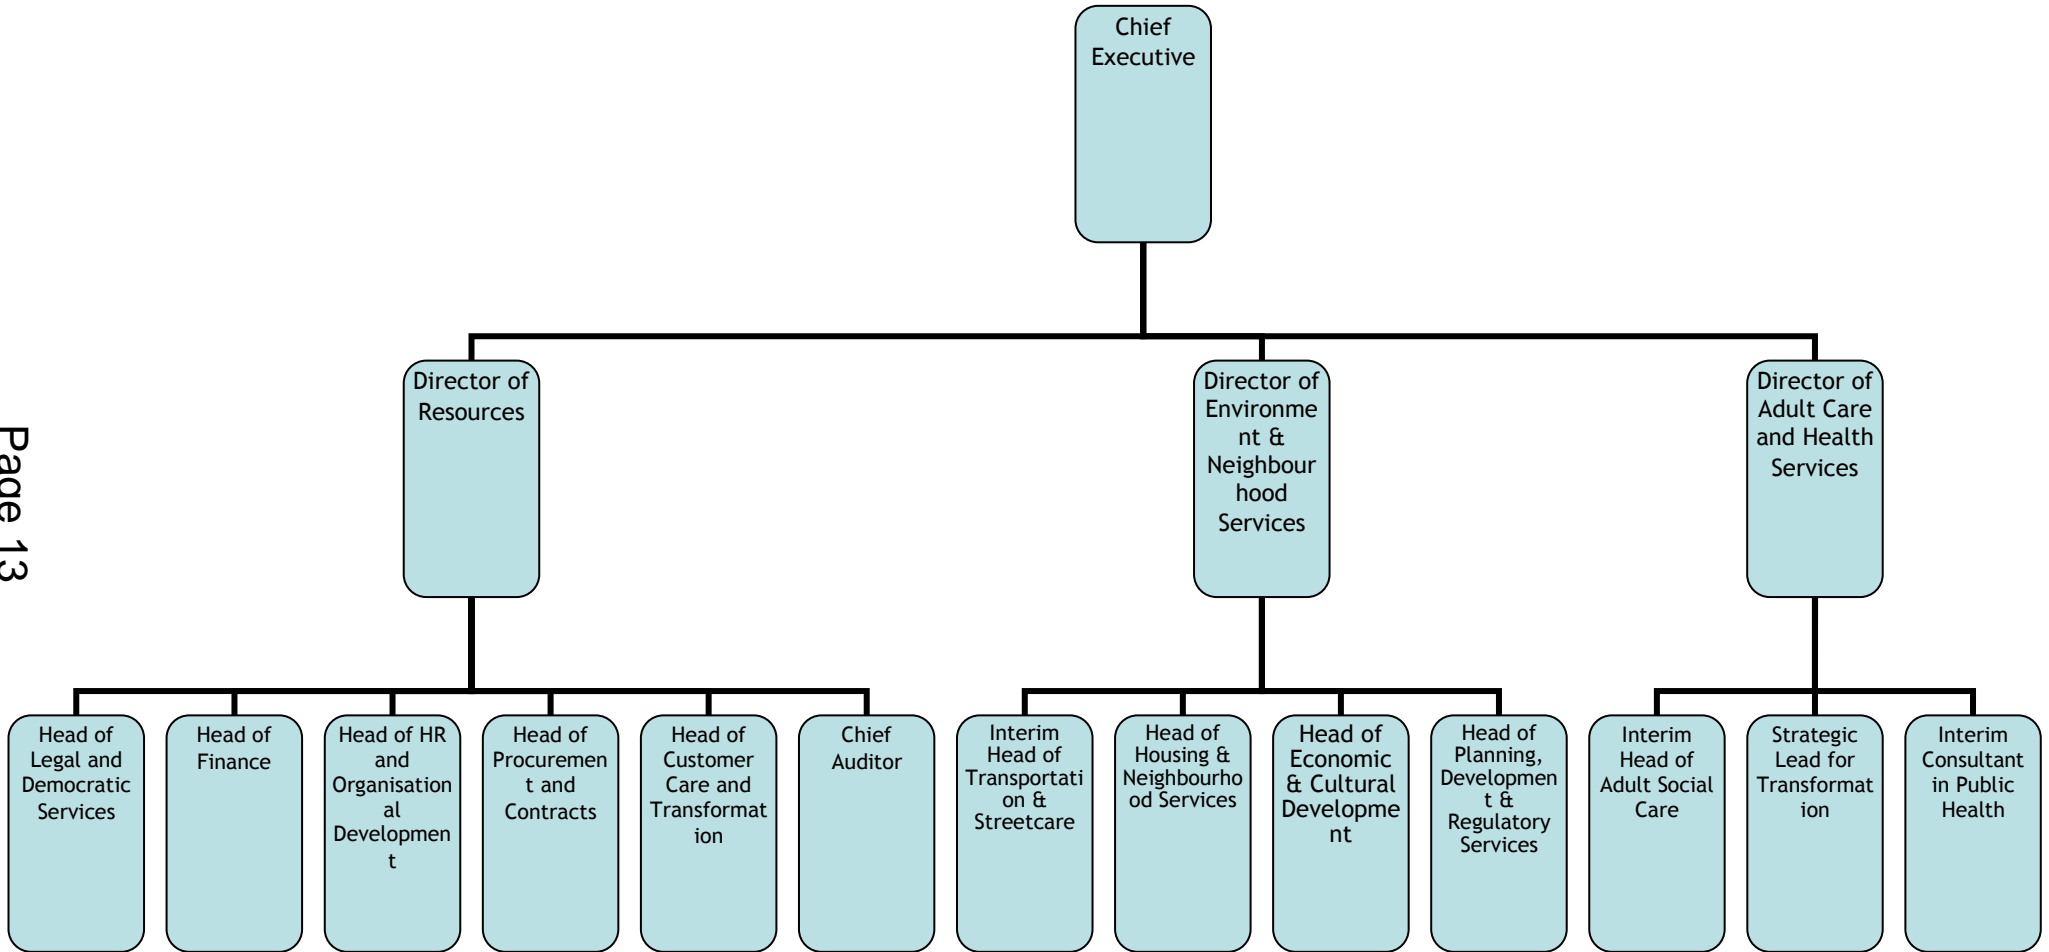 Chief
Executive
Director of
Resources
Director of
Environme
nt &
Neighbour
hood
Services
Director of
Adult Care
and Health
Services
Page 13
Head of
Legal and
Democratic
Services
Head of
Finance
Head of HR
and
Organisation
al
Developmen
t
Head of
Procuremen
t and
Contracts
Head of
Customer
Care and
Transformat
ion
Chief
Auditor
Interim
Head of
Transportati
on &
Streetcare
Head of
Housing &
Neighbourho
od Services
Head of
Economic
& Cultural
Developme
nt
Head of
Planning,
Developmen
t &
Regulatory
Services
Interim
Head of
Adult Social
Care
Strategic
Lead for
Transformat
ion
Interim
Consultant
in Public
Health